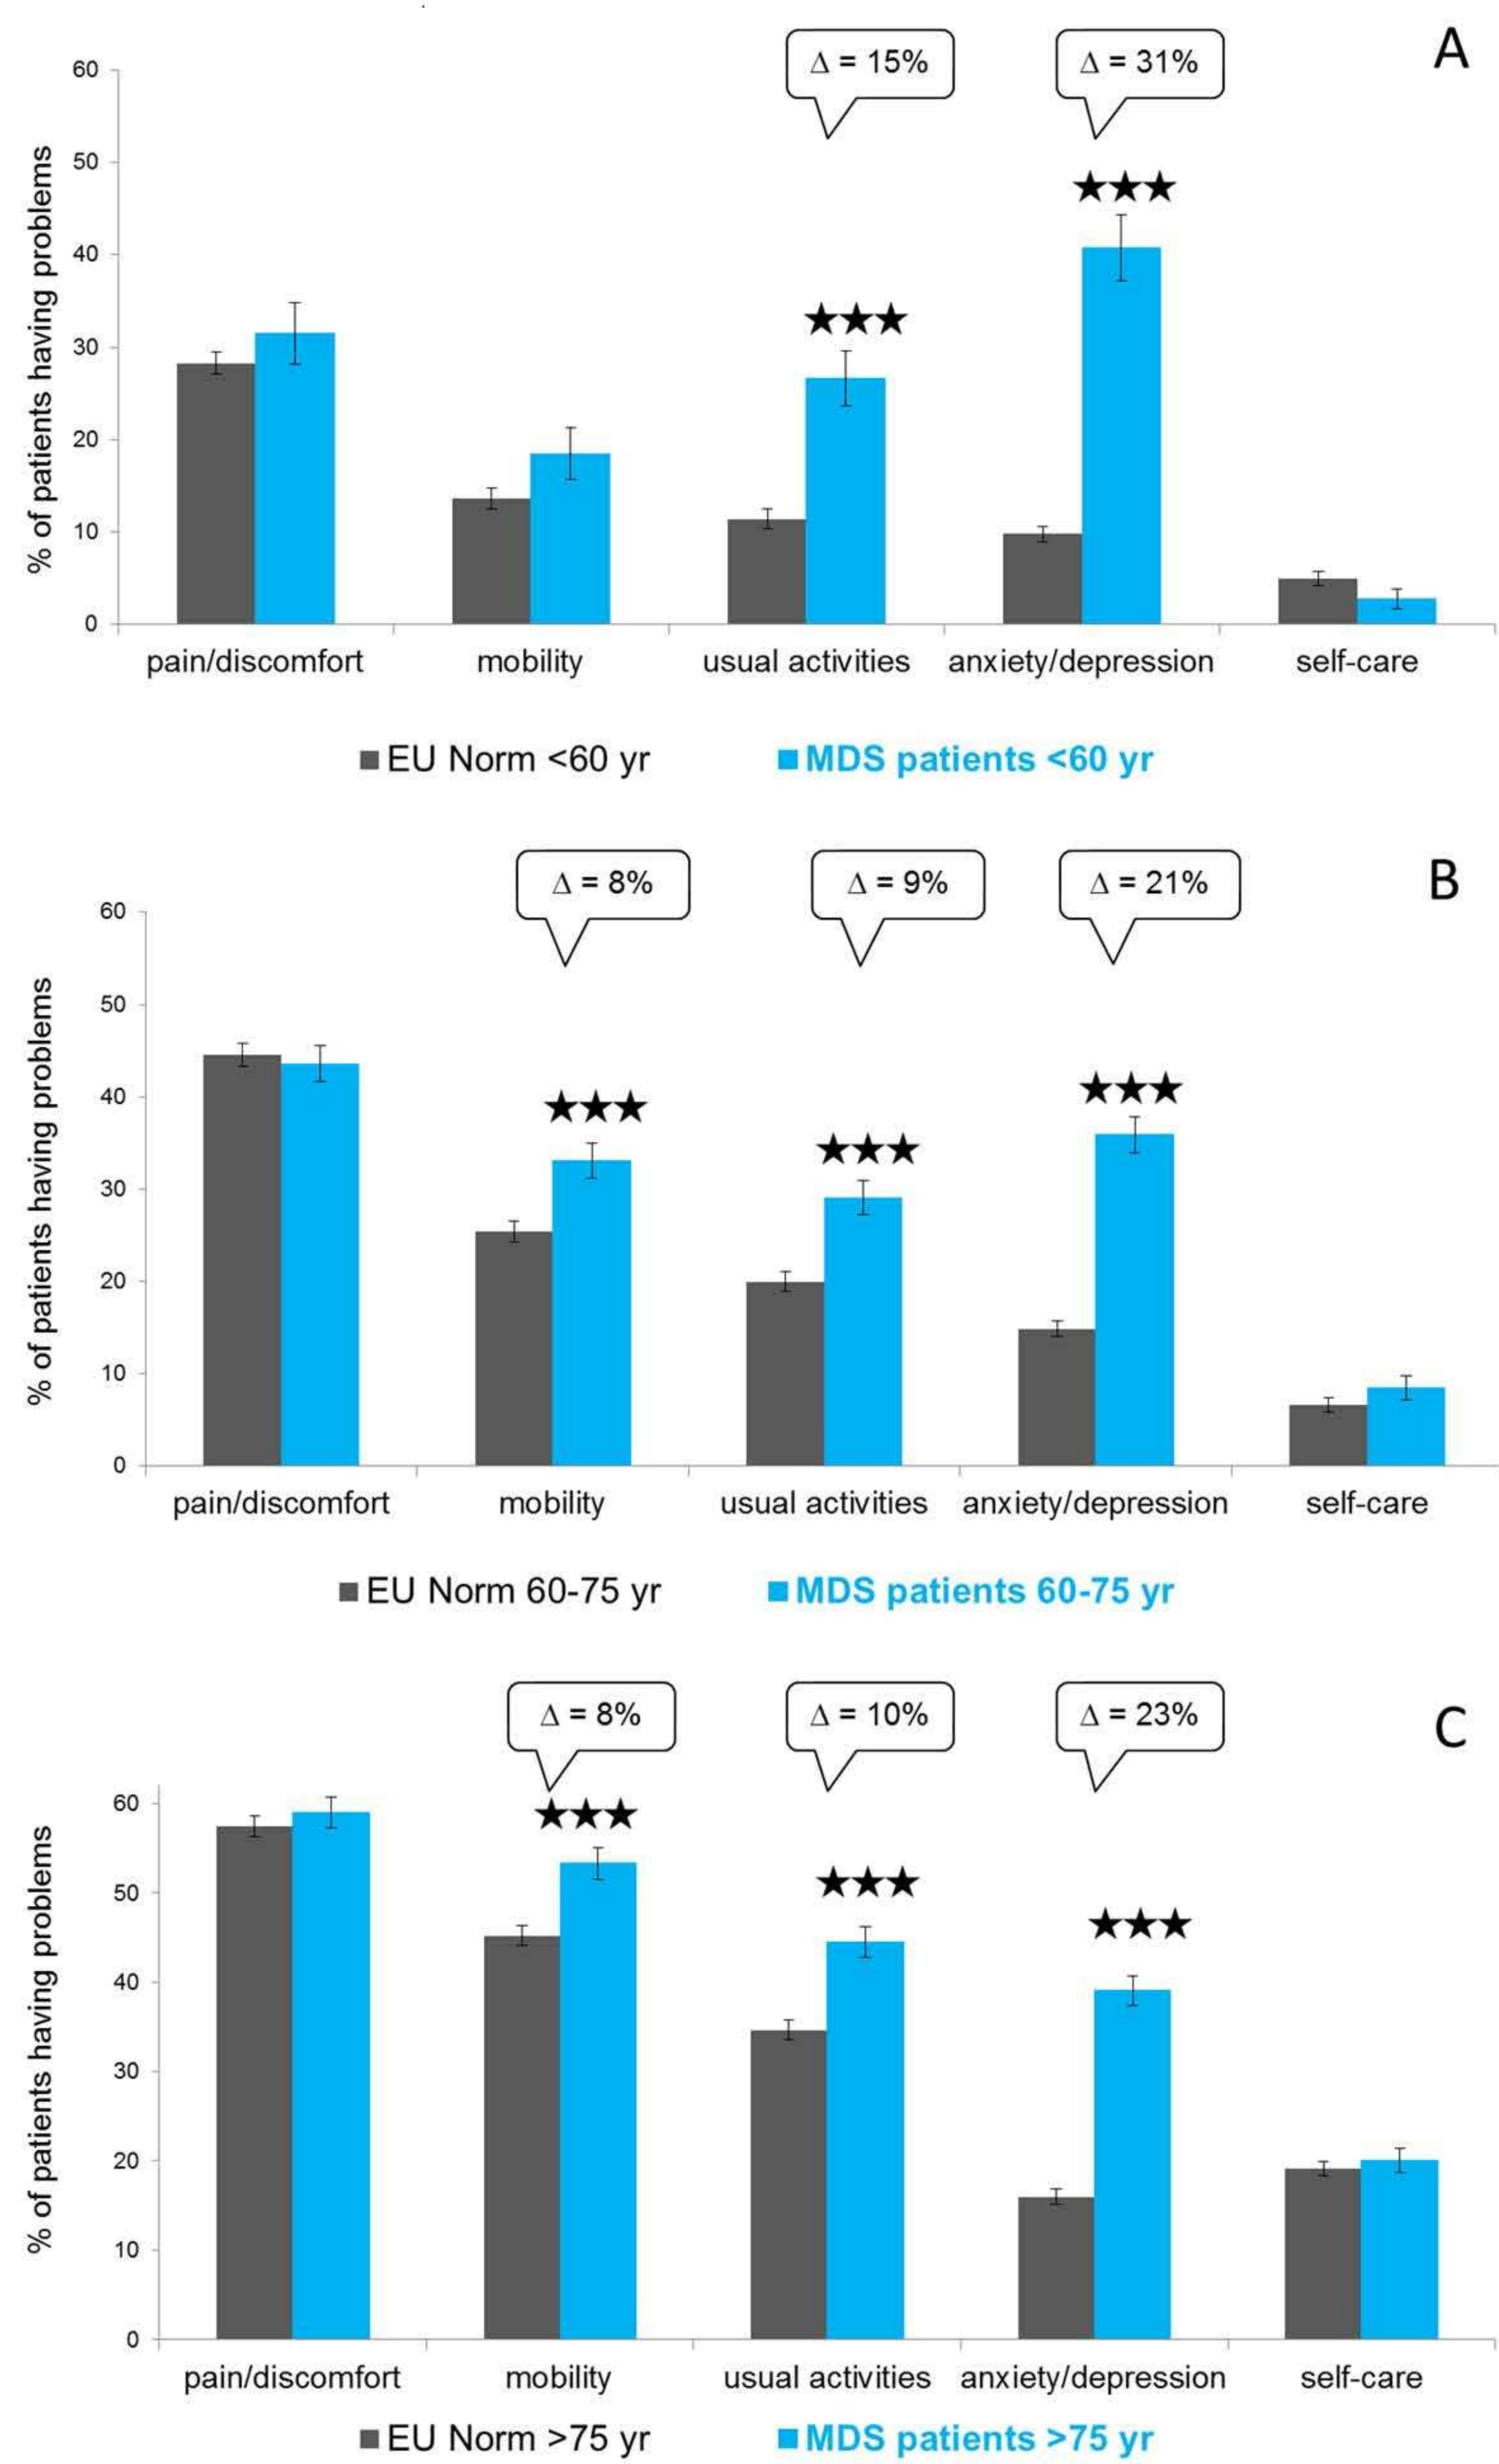 Δ = 15%
Δ = 31%
A
% of patients having problems
60
50
40
30
20
10
0
★★★
★★★
pain/discomfort
mobility
usual activities
anxiety/depression
self-care
EU Norm <60 yr
MDS patients <60 yr
Δ = 8%
Δ = 9%
Δ = 21%
B
% of patients having problems
60
50
40
30
20
10
0
★★★
★★★
★★★
pain/discomfort
mobility
usual activities
anxiety/depression
self-care
EU Norm 60-75 yr
MDS patients 60-75 yr
Δ = 8%
Δ = 10%
Δ = 23%
C
% of patients having problems
60
50
40
30
20
10
0
★★★
★★★
★★★
pain/discomfort
mobility
usual activities
anxiety/depression
self-care
EU Norm >75 yr
MDS patients >75 yr